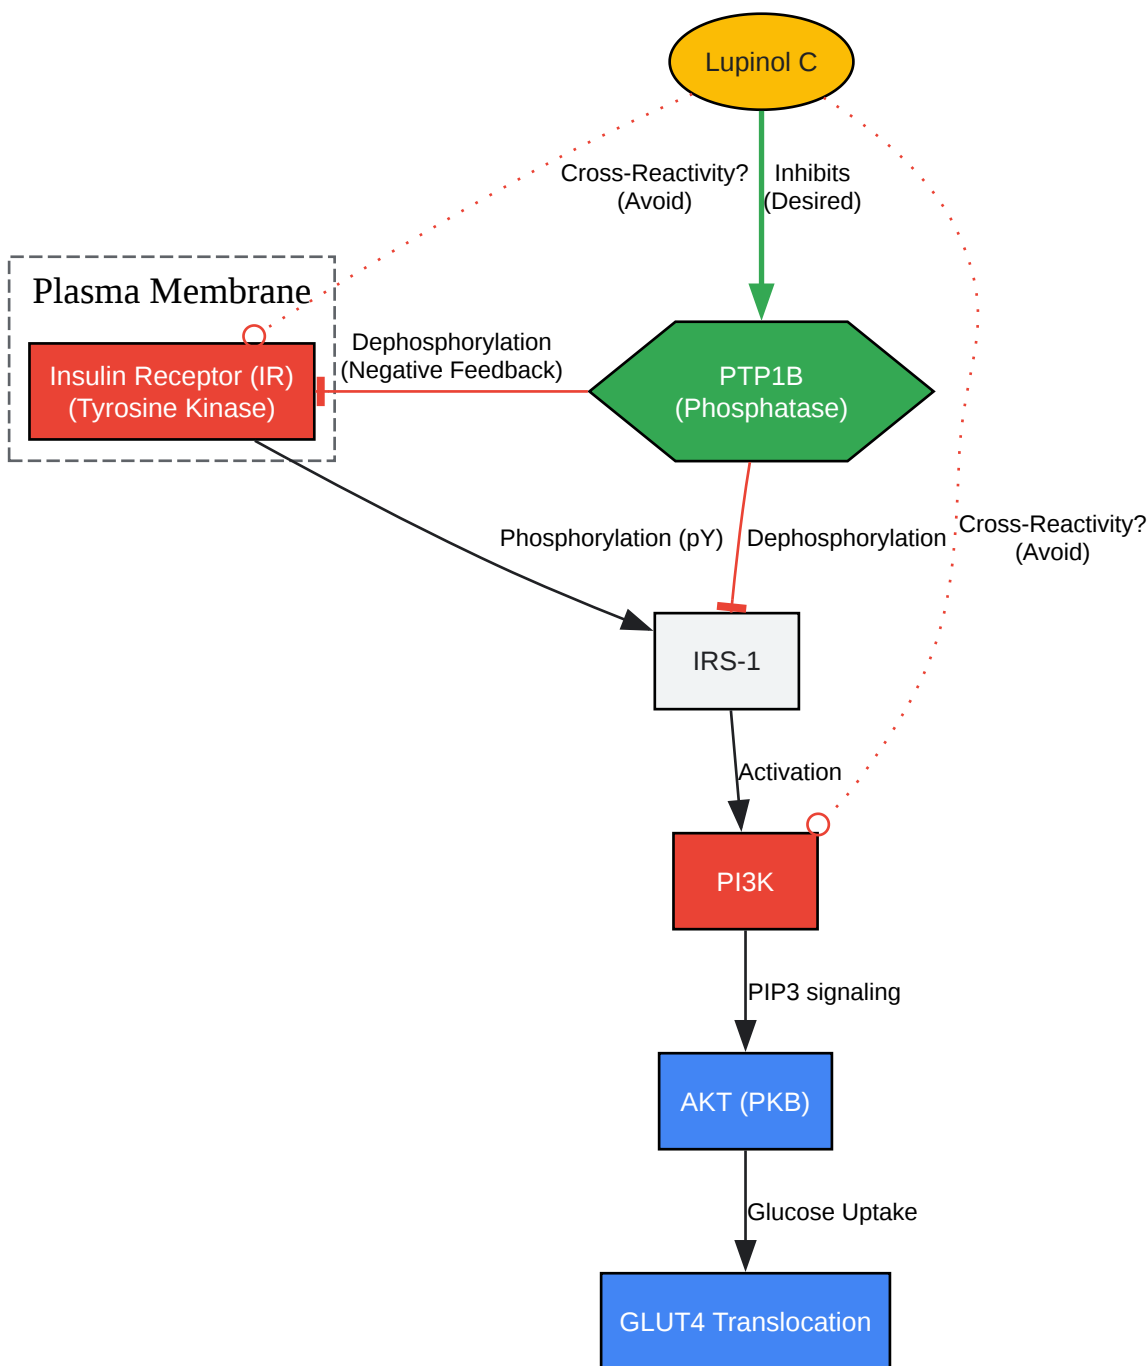 Lupinol C
Cross-Reactivity?
(Avoid)
Inhibits
(Desired)
Plasma Membrane
Dephosphorylation
(Negative Feedback)
Insulin Receptor (IR)
(Tyrosine Kinase)
PTP1B
(Phosphatase)
Phosphorylation (pY)
Dephosphorylation
Cross-Reactivity?
(Avoid)
IRS-1
Activation
PI3K
PIP3 signaling
AKT (PKB)
Glucose Uptake
GLUT4 Translocation